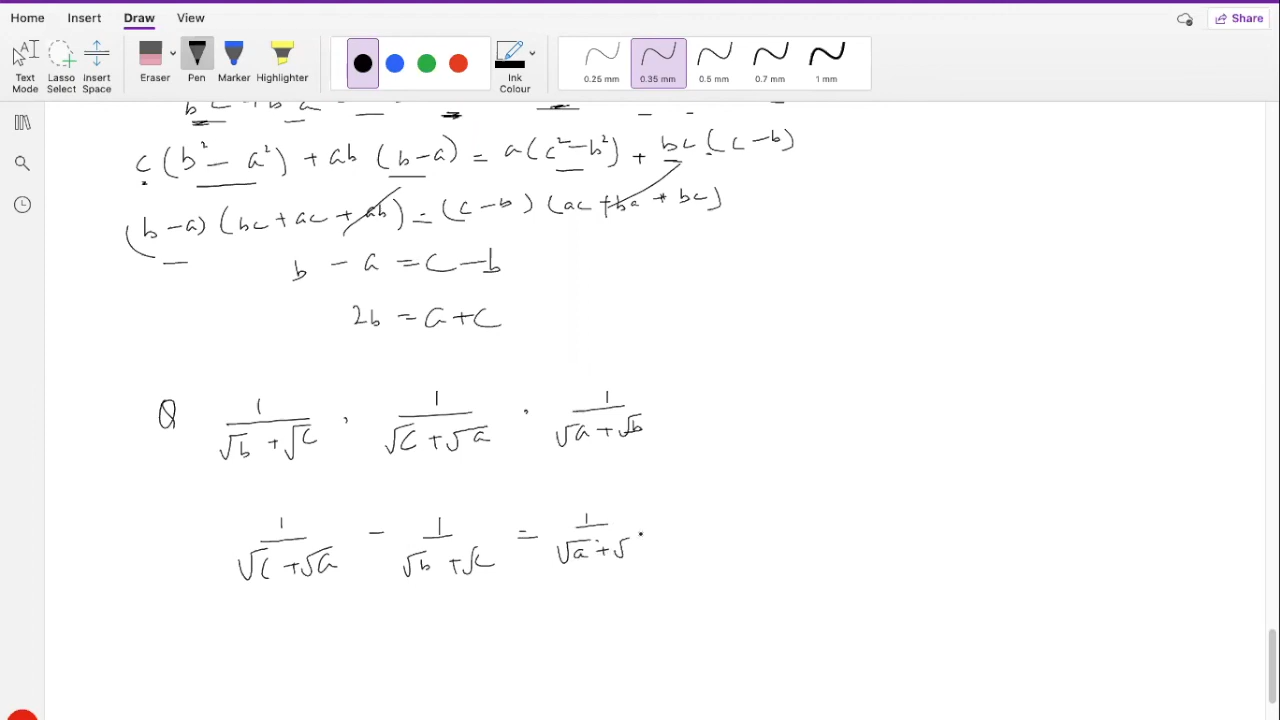 Home Insert Draw View Share
Text Mode Lasso Select Insert Space Eraser Pen Marker Highlighter Ink Colour 0.25 mm 0.35 mm 0.5 mm 0.7 mm 1 mm
c(b² − a²) + ab (b−a) = a(c²−b²) + bc (c−b)
(b−a) (bc + ac + ab) = (c−b) (ac + ba + bc)
b − a = c − b
2b = a + c
Q 1/(√b + √c) , 1/(√c + √a) , 1/(√a + √b)
1/(√c + √a) − 1/(√b + √c) = 1/(√a + √